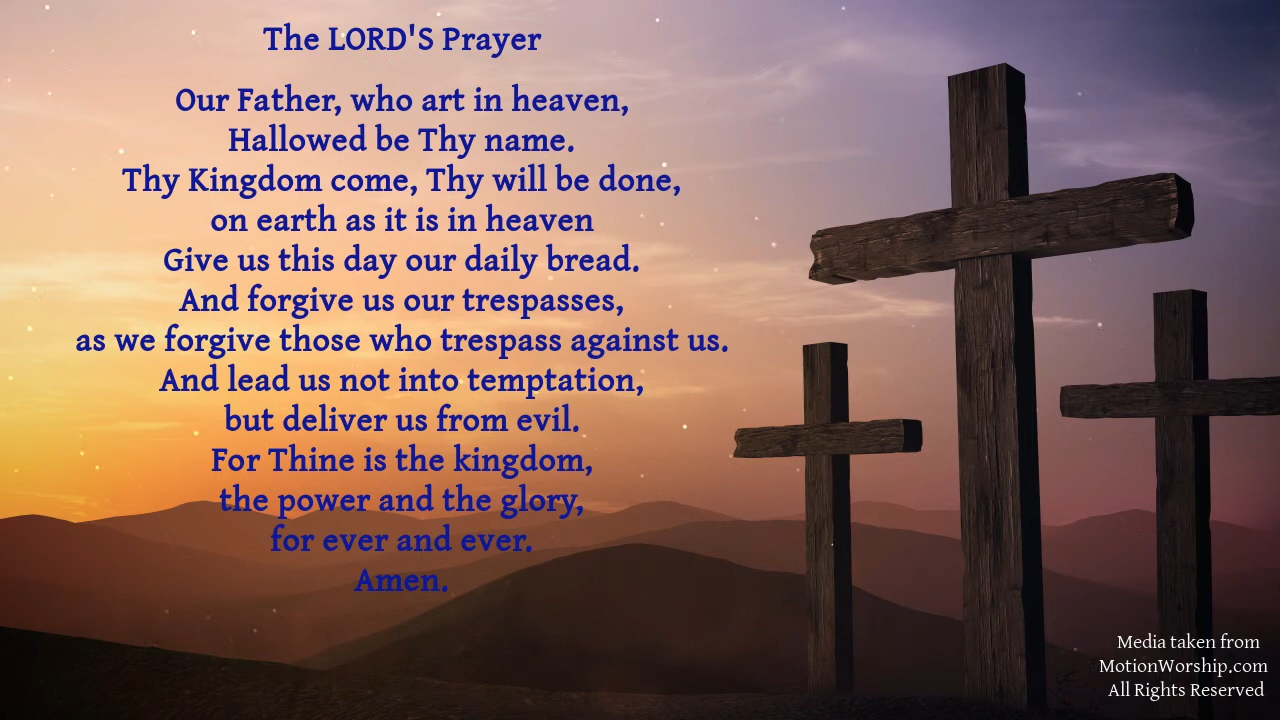 The LORD'S Prayer
Our Father, who art in heaven,
Hallowed be Thy name.
Thy Kingdom come, Thy will be done,
on earth as it is in heaven
Give us this day our daily bread.
And forgive us our trespasses,
as we forgive those who trespass against us.
And lead us not into temptation,
but deliver us from evil.
For Thine is the kingdom,
the power and the glory,
for ever and ever.
Amen.
Media taken from
MotionWorship.com
All Rights Reserved